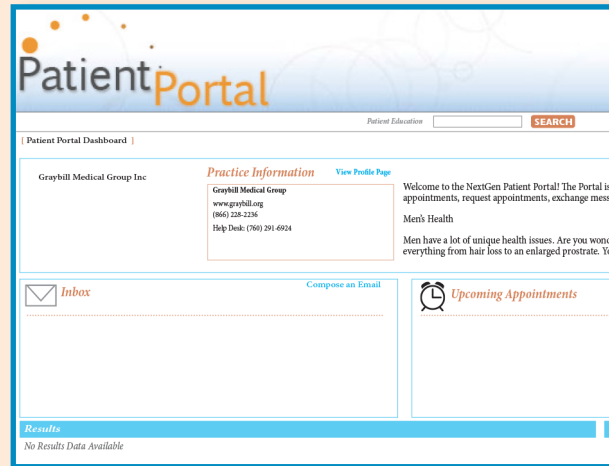 Patient Portal
Patient Education
SEARCH
[ Patient Portal Dashboard ]
Graybill Medical Group Inc
Practice Information
View Profile Page
Graybill Medical Group
www.graybill.org
(866) 228-2236
Help Desk: (760) 291-6924
Welcome to the NextGen Patient Portal! The Portal is
appointments, request appointments, exchange mess
Men's Health
Men have a lot of unique health issues. Are you wond
everything from hair loss to an enlarged prostrate. Yo
Inbox
Compose an Email
Upcoming Appointments
Results
No Results Data Available